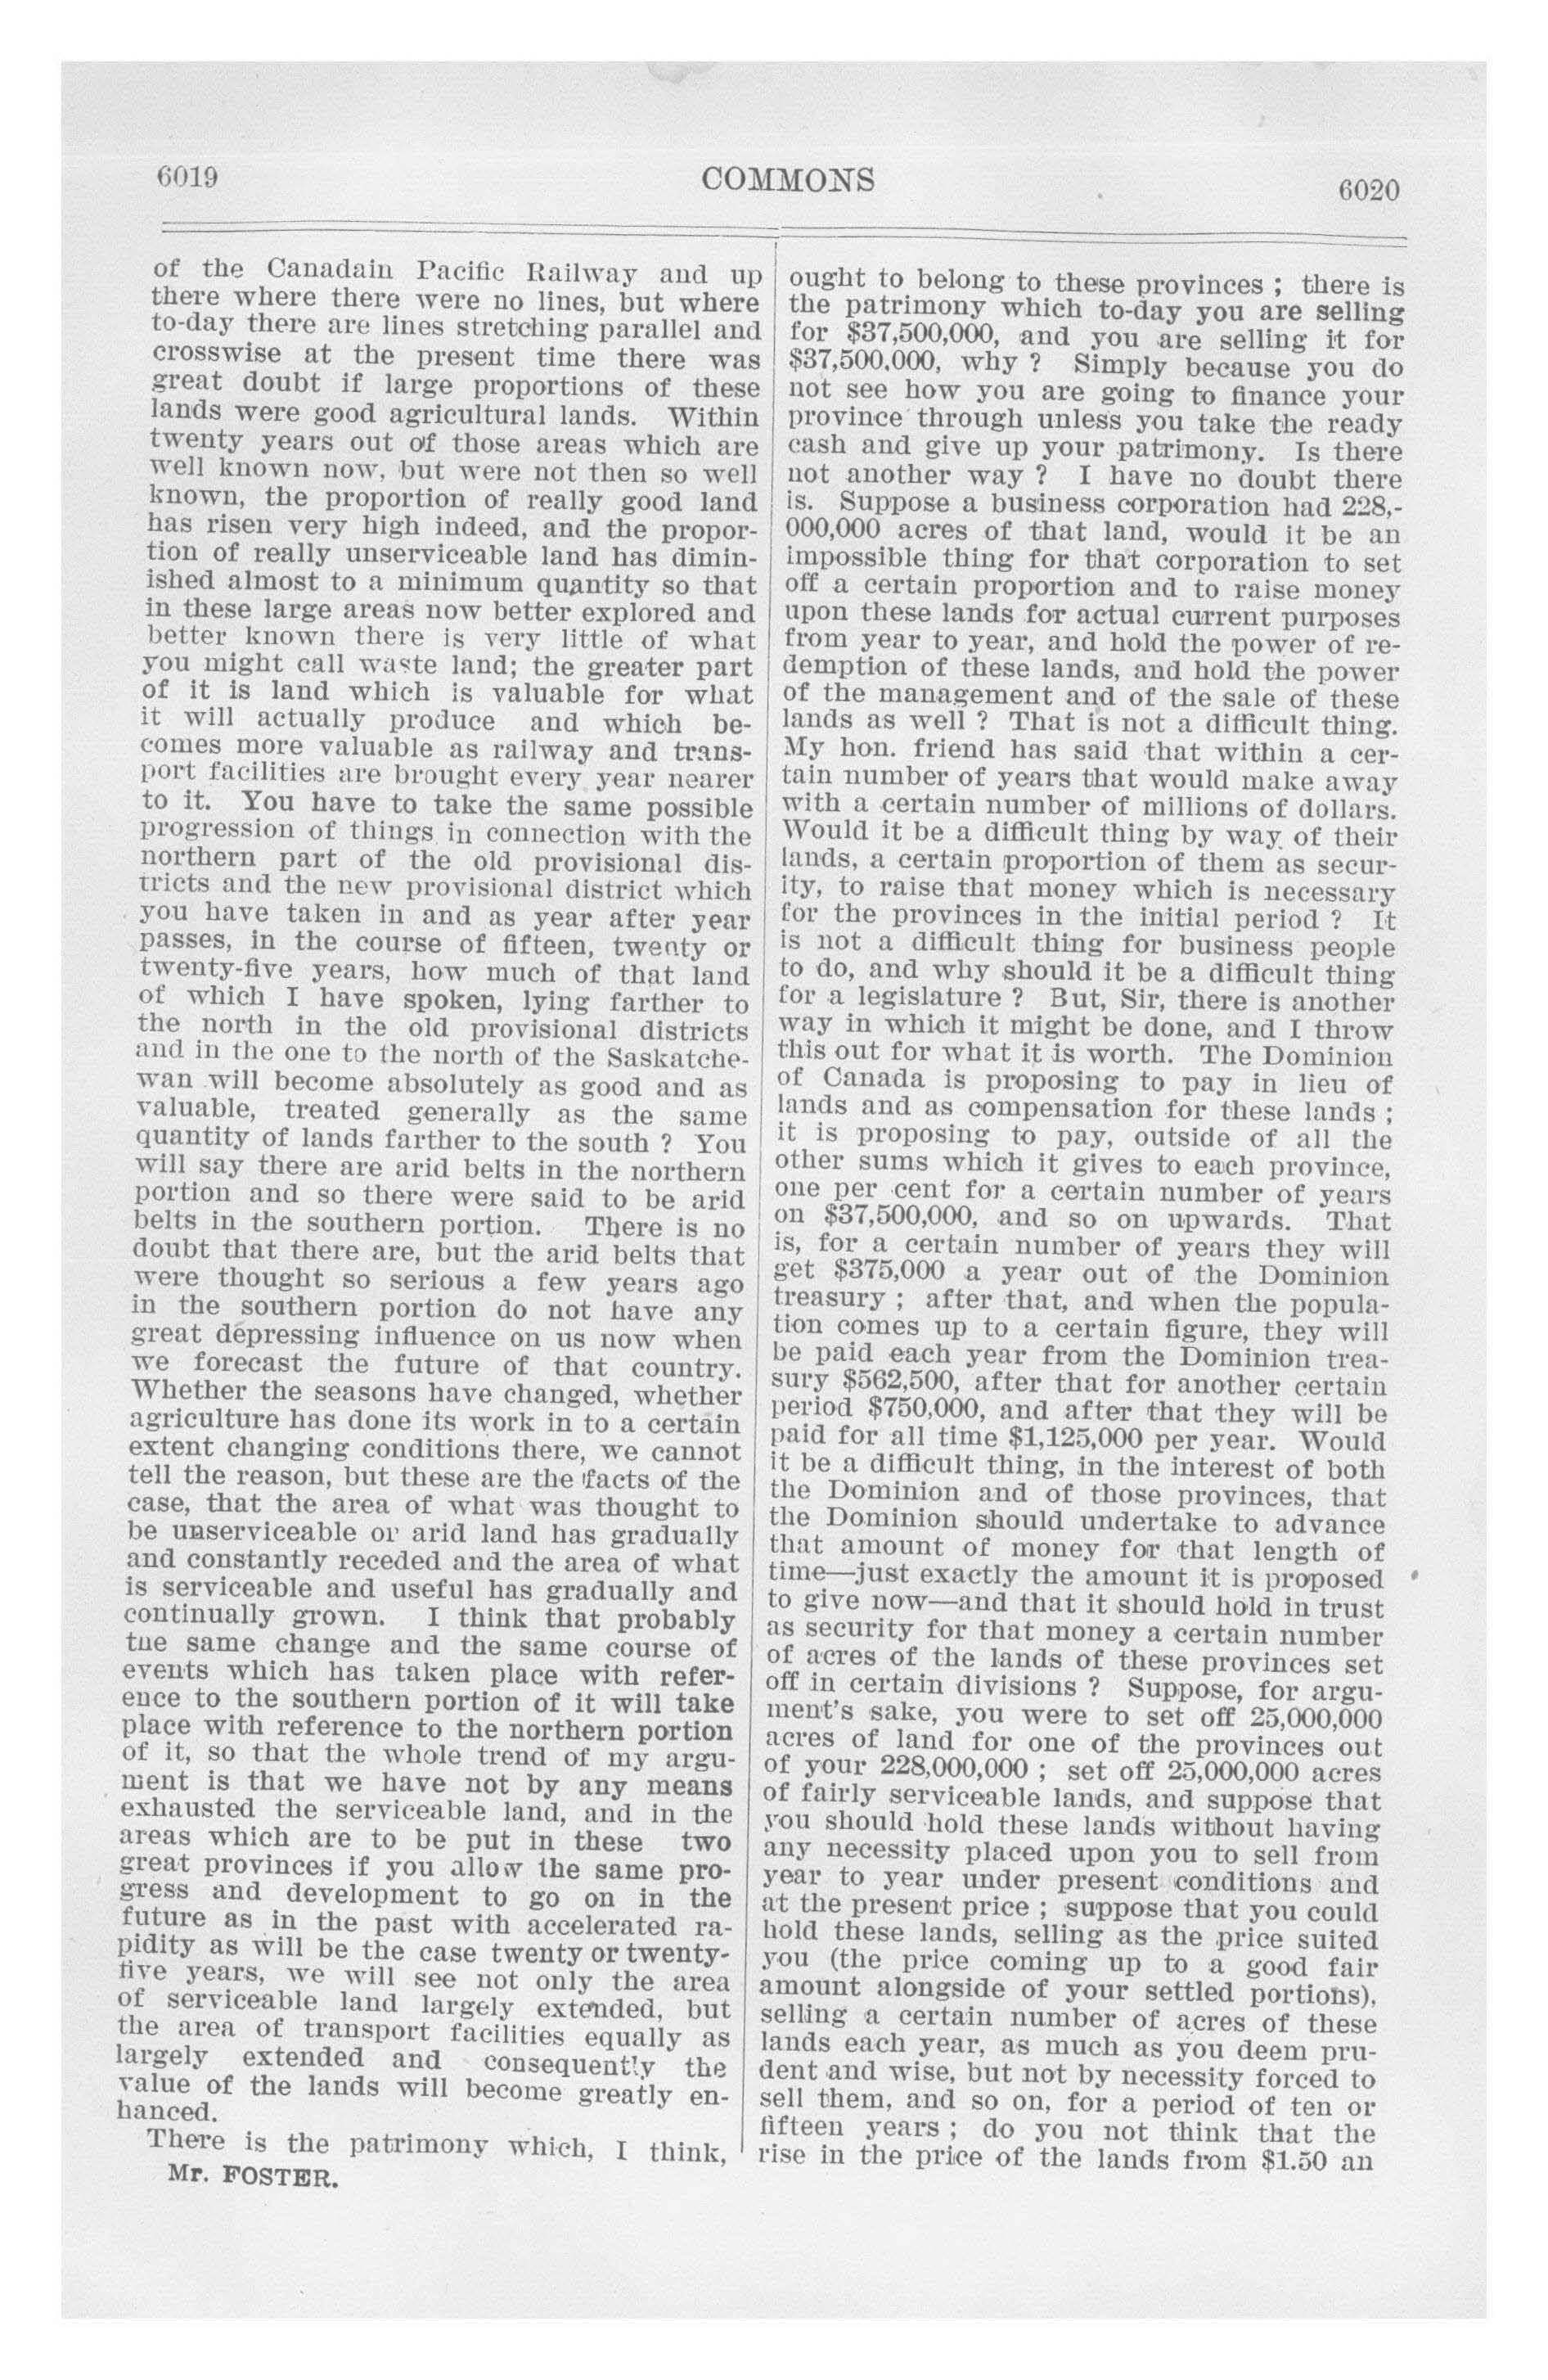 6019
COMMONS
6020
of the Canadain Pacific Railway and up
there where there were no lines, but where
to-day there are lines stretching parallel and
crosswise at the present time there was
great doubt if large proportions of these
lands were good agricultural lands. Within
twenty years out of those areas which are
well known now, but were not then so well
known, the proportion of really good land
has risen very high indeed, and the propor-
tion of really unserviceable land has dimin-
ished almost to a minimum quantity so that
in these large areas now better explored and
better known there is very little of what
you might call waste land; the greater part
of it is land which is valuable for what
it will actually produce and which be-
comes more valuable as railway and trans-
port facilities are brought every year nearer
to it. You have to take the same possible
progression of things in connection with the
northern part of the old provisional dis-
tricts and the new provisional district which
you have taken in and as year after year
passes, in the course of fifteen, twenty or
twenty-five years, how much of that land
of which I have spoken, lying farther to
the north in the old provisional districts
and in the one to the north of the Saskatche-
wan will become absolutely as good and as
valuable, treated generally as the same
quantity of lands farther to the south ? You
will say there are arid belts in the northern
portion and so there were said to be arid
belts in the southern portion. There is no
doubt that there are, but the arid belts that
were thought so serious a few years ago
in the southern portion do not have any
great depressing influence on us now when
we forecast the future of that country.
Whether the seasons have changed, whether
agriculture has done its work in to a certain
extent changing conditions there, we cannot
tell the reason, but these are the facts of the
case, that the area of what was thought to
be unserviceable or arid land has gradually
and constantly receded and the area of what
is serviceable and useful has gradually and
continually grown. I think that probably
the same change and the same course of
events which has taken place with refer-
ence to the southern portion of it will take
place with reference to the northern portion
of it, so that the whole trend of my argu-
ment is that we have not by any means
exhausted the serviceable land, and in the
areas which are to be put in these two
great provinces if you allow the same pro-
gress and development to go on in the
future as in the past with accelerated ra-
pidity as will be the case twenty or twenty-
five years, we will see not only the area
of serviceable land largely extended, but
the area of transport facilities equally as
largely extended and consequently the
value of the lands will become greatly en-
hanced.
There is the patrimony which, I think,
Mr. FOSTER.
ought to belong to these provinces ; there is
the patrimony which to-day you are selling
for $37,500,000, and you are selling it for
$37,500.000, why ? Simply because you do
not see how you are going to finance your
province through unless you take the ready
cash and give up your patrimony. Is there
not another way ? I have no doubt there
is. Suppose a business corporation had 228,-
000,000 acres of that land, would it be an
impossible thing for that corporation to set
off a certain proportion and to raise money
upon these lands for actual current purposes
from year to year, and hold the power of re-
demption of these lands, and hold the power
of the management and of the sale of these
lands as well ? That is not a difficult thing.
My hon. friend has said that within a cer-
tain number of years that would make away
with a certain number of millions of dollars.
Would it be a difficult thing by way of their
lands, a certain proportion of them as secur-
ity, to raise that money which is necessary
for the provinces in the initial period ? It
is not a difficult thing for business people
to do, and why should it be a difficult thing
for a legislature ? But, Sir, there is another
way in which it might be done, and I throw
this out for what it is worth. The Dominion
of Canada is proposing to pay in lieu of
lands and as compensation for these lands ;
it is proposing to pay, outside of all the
other sums which it gives to each province,
one per cent for a certain number of years
on $37,500,000, and so on upwards. That
is, for a certain number of years they will
get $375,000 a year out of the Dominion
treasury ; after that, and when the popula-
tion comes up to a certain figure, they will
be paid each year from the Dominion trea-
sury $562,500, after that for another certain
period $750,000, and after that they will be
paid for all time $1,125,000 per year. Would
it be a difficult thing, in the interest of both
the Dominion and of those provinces, that
the Dominion should undertake to advance
that amount of money for that length of
time—just exactly the amount it is proposed
to give now—and that it should hold in trust
as security for that money a certain number
of acres of the lands of these provinces set
off in certain divisions ? Suppose, for argu-
ment's sake, you were to set off 25,000,000
acres of land for one of the provinces out
of your 228,000,000 ; set off 25,000,000 acres
of fairly serviceable lands, and suppose that
you should hold these lands without having
any necessity placed upon you to sell from
year to year under present conditions and
at the present price ; suppose that you could
hold these lands, selling as the price suited
you (the price coming up to a good fair
amount alongside of your settled portions),
selling a certain number of acres of these
lands each year, as much as you deem pru-
dent and wise, but not by necessity forced to
sell them, and so on, for a period of ten or
fifteen years ; do you not think that the
rise in the price of the lands from $1.50 an